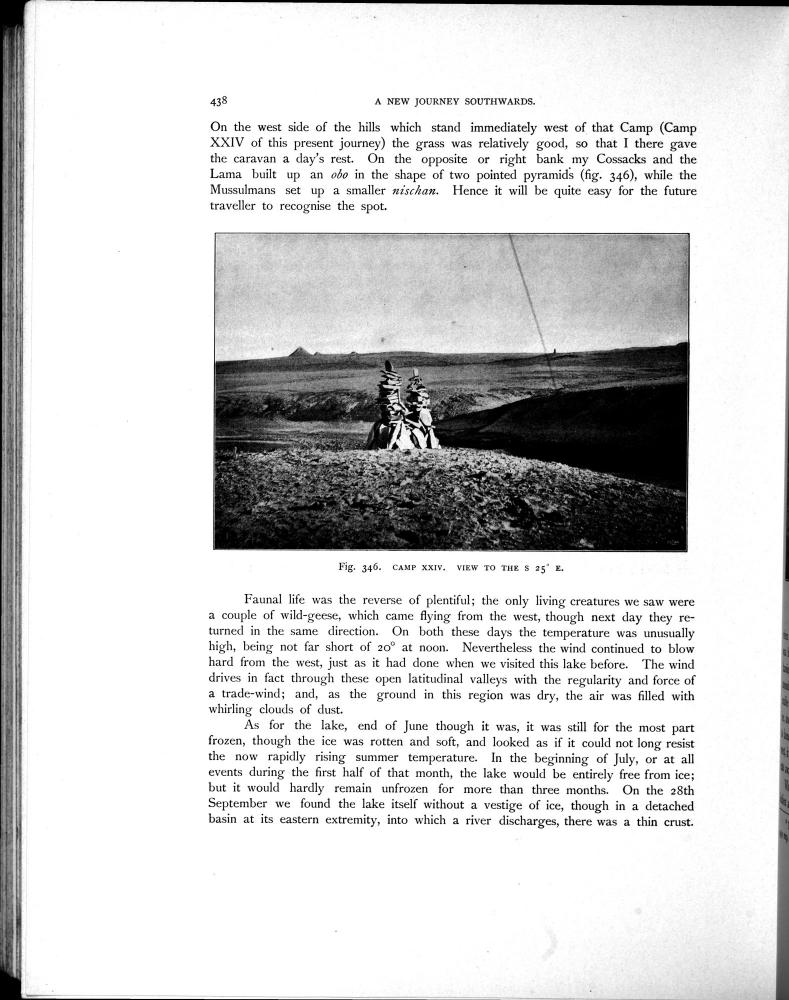 438 A NEW JOURNEY SOUTHWARDS.
On the west side of the hills which stand immediately west of that Camp (Camp
XXIV of this present journey) the grass was relatively good, so that I there gave
the caravan a day's rest. On the opposite or right bank my Cossacks and the
Lama built up an obo in the shape of two pointed pyramids (fig. 346), while the
Mussulmans set up a smaller nischan. Hence it will be quite easy for the future
traveller to recognise the spot.
Fig. 346. CAMP XXIV. VIEW TO THE S 25° E.
Faunal life was the reverse of plentiful; the only living creatures we saw were
a couple of wild-geese, which came flying from the west, though next day they re-
turned in the same direction. On both these days the temperature was unusually
high, being not far short of 20° at noon. Nevertheless the wind continued to blow
hard from the west, just as it had done when we visited this lake before. The wind
drives in fact through these open latitudinal valleys with the regularity and force of
a trade-wind; and, as the ground in this region was dry, the air was filled with
whirling clouds of dust.
As for the lake, end of June though it was, it was still for the most part
frozen, though the ice was rotten and soft, and looked as if it could not long resist
the now rapidly rising summer temperature. In the beginning of July, or at all
events during the first half of that month, the lake would be entirely free from ice;
but it would hardly remain unfrozen for more than three months. On the 28th
September we found the lake itself without a vestige of ice, though in a detached
basin at its eastern extremity, into which a river discharges, there was a thin crust.